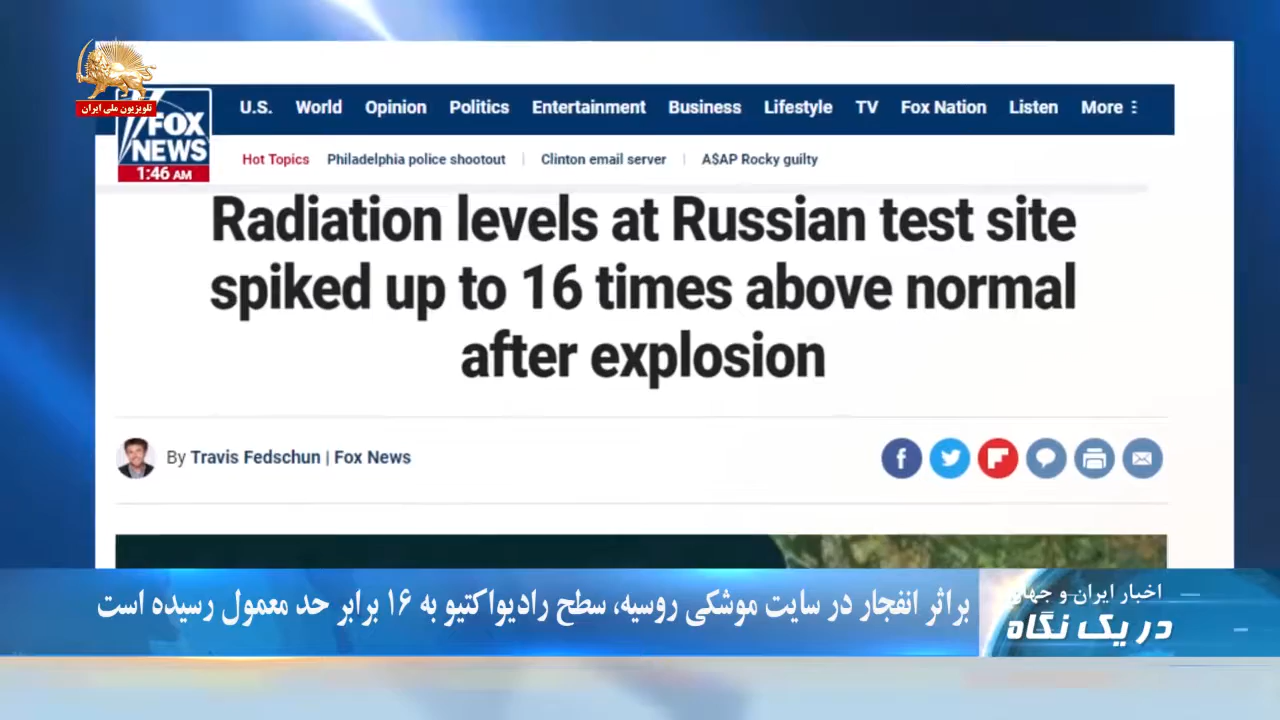 تلویزیون ملی ایران
FOX
NEWS
1:46 AM
U.S. World Opinion Politics Entertainment Business Lifestyle TV Fox Nation Listen More
Hot Topics Philadelphia police shootout Clinton email server A$AP Rocky guilty
Radiation levels at Russian test site
spiked up to 16 times above normal
after explosion
By Travis Fedschun | Fox News
اخبار ایران و جهان
در یک نگاه
براثر انفجار در سایت موشکی روسیه، سطح رادیواکتیو به ۱۶ برابر حد معمول رسیده است